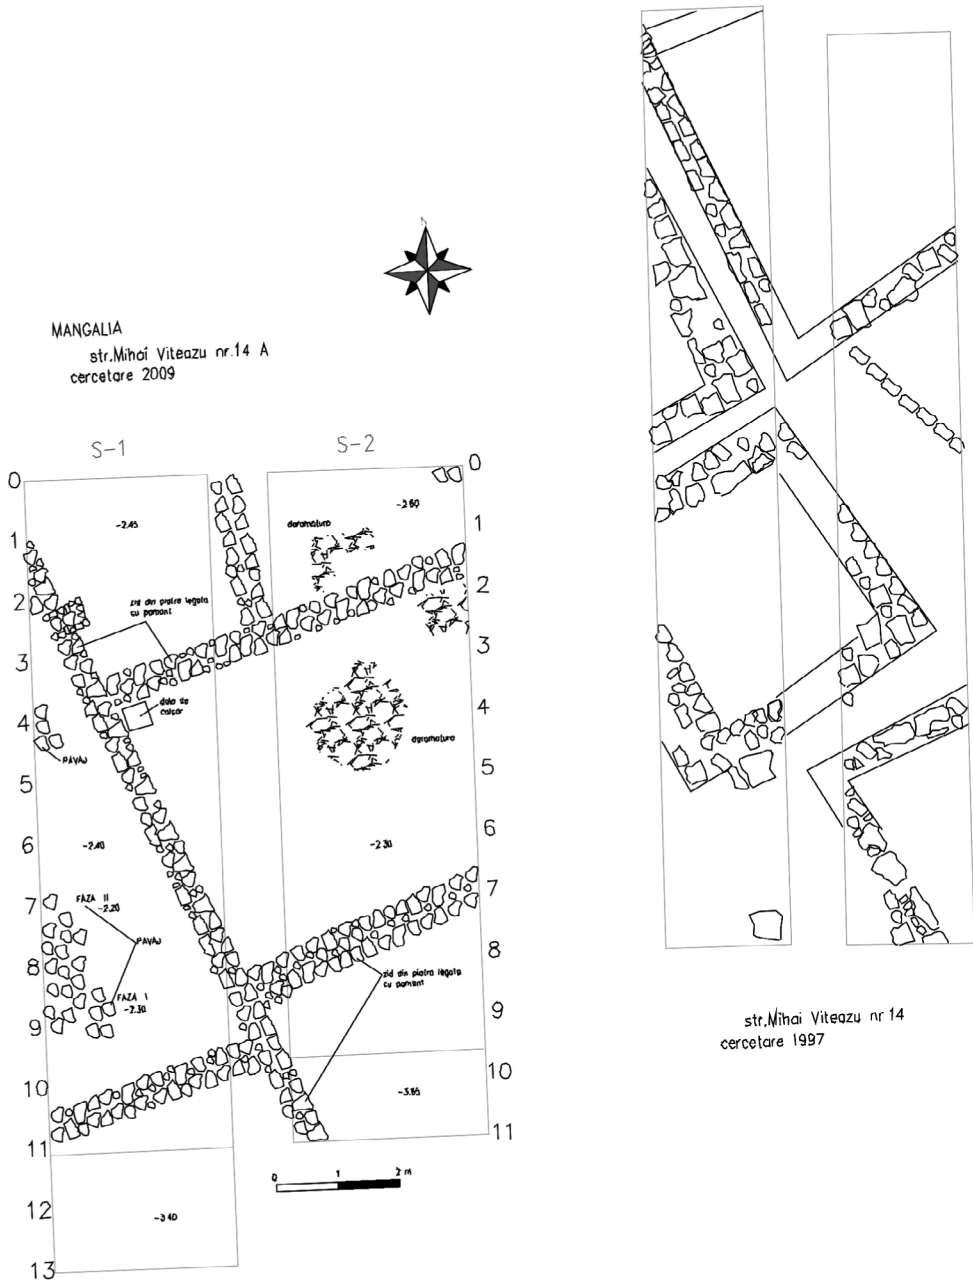 N
MANGALIA
str.Mihai Viteazu nr.14 A
cercetare 2009
S-1
S-2
0
0
-2.45
-2.60
daramatura
1
1
2
2
zid din piatra legata
cu pamant
3
3
4
4
dala de
calcar
daramatura
PAVAJ
5
5
6
6
-2.40
-2.30
7
7
FAZA II
-2.20
PAVAJ
8
8
zid din piatra legata
cu pamant
FAZA I
-2.30
9
9
10
10
-3.65
11
11
0 1 2 m
12
-3.40
13
str.Mihai Viteazu nr 14
cercetare 1997